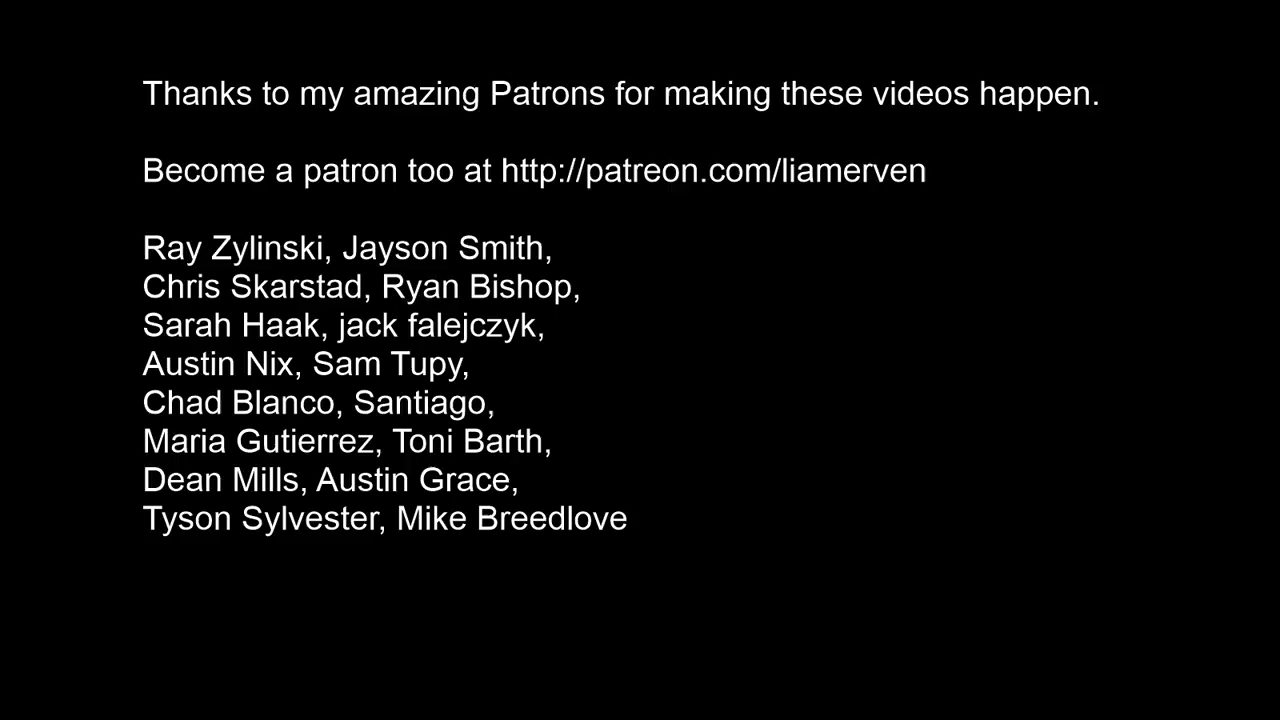 Thanks to my amazing Patrons for making these videos happen.
Become a patron too at http://patreon.com/liamerven
Ray Zylinski, Jayson Smith,
Chris Skarstad, Ryan Bishop,
Sarah Haak, jack falejczyk,
Austin Nix, Sam Tupy,
Chad Blanco, Santiago,
Maria Gutierrez, Toni Barth,
Dean Mills, Austin Grace,
Tyson Sylvester, Mike Breedlove